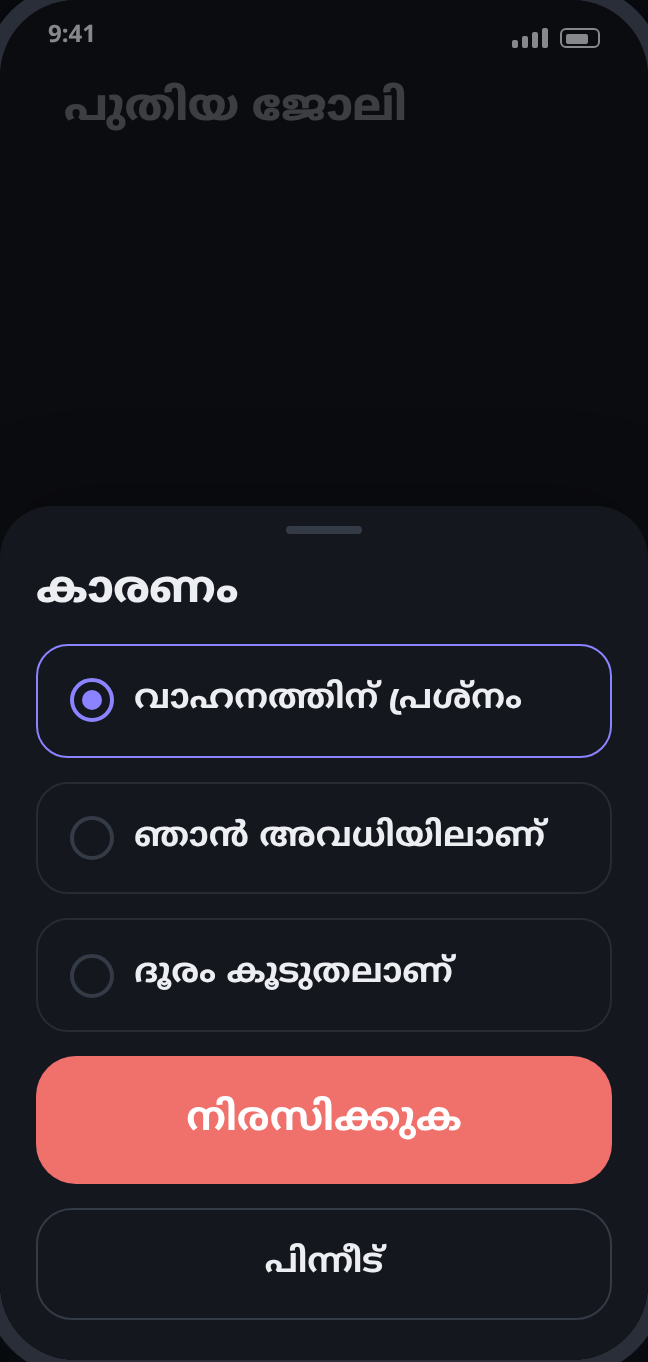 9:41
പുതിയ ജോലി
കാരണം
വാഹനത്തിന് പ്രശ്നം
ഞാൻ അവധിയിലാണ്
ദൂരം കൂടുതലാണ്
നിരസിക്കുക
പിന്നീട്